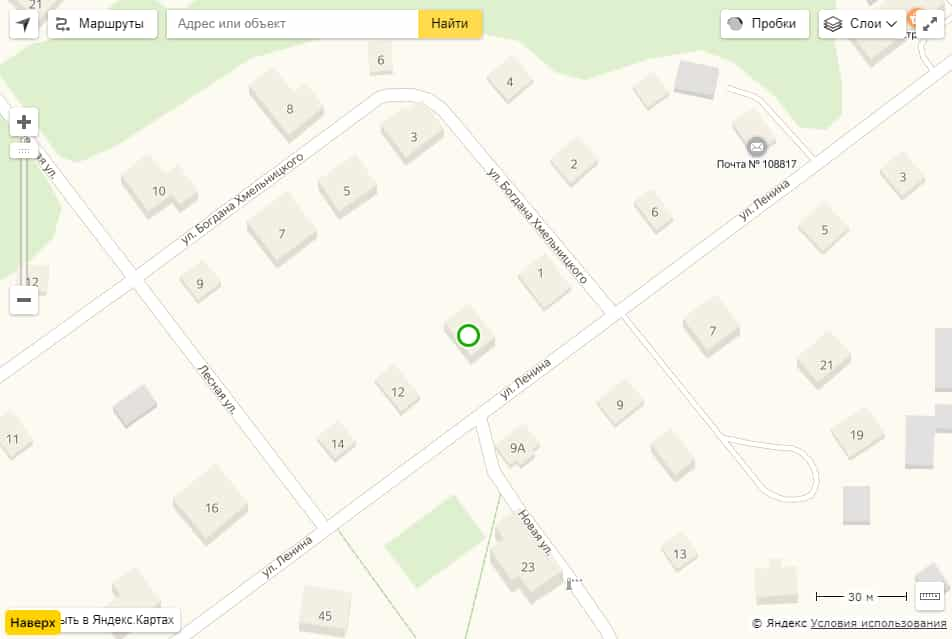 21
Маршруты
Адрес или объект
Найти
Пробки
Слои
6
4
8
3
2
Почта № 108817
3
10
5
ул. Богдана Хмельницкого
ул. Богдана Хмельницкого
ул. Ленина
7
6
5
ул.
12
9
1
7
21
ул. Ленина
Лесная ул.
12
9
11
14
9А
19
16
Новая ул.
ул. Ленина
23
13
45
30 м
Наверх
ыть в Яндекс.Картах
© Яндекс Условия использования